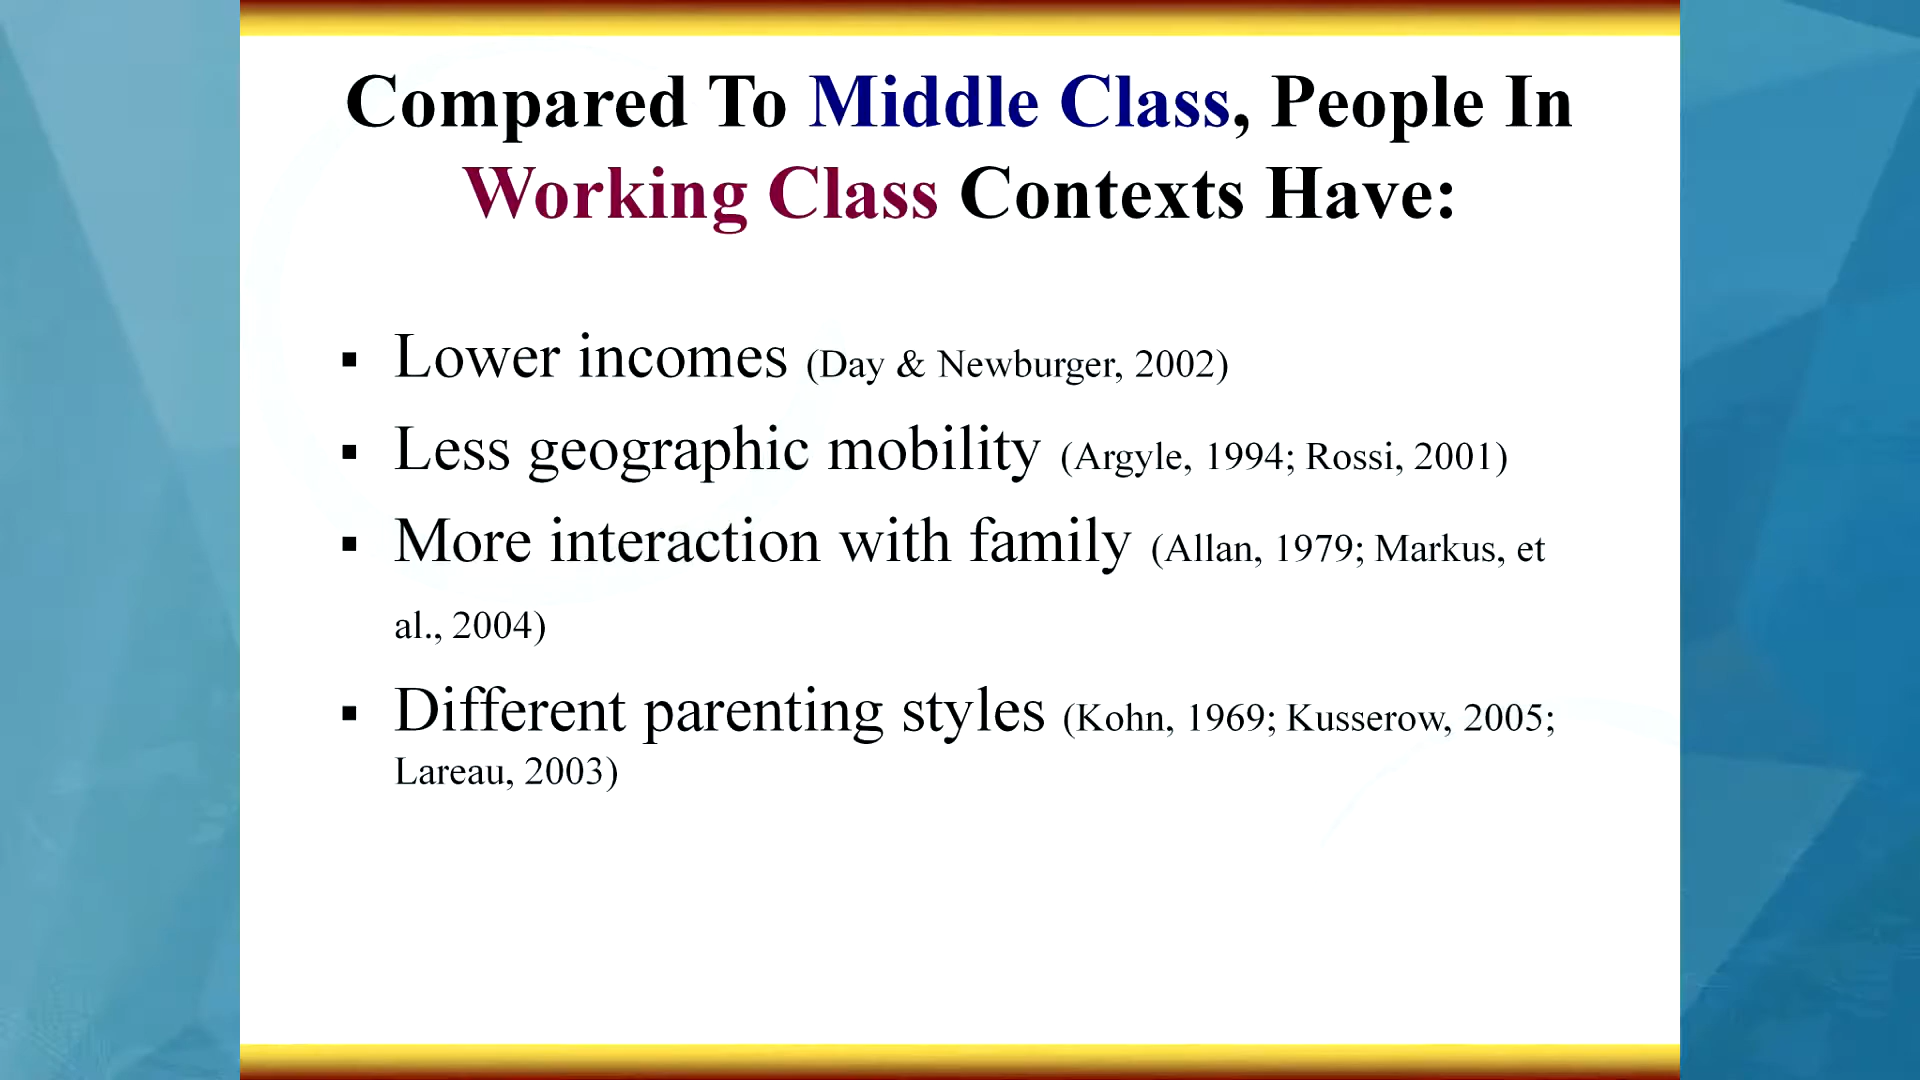 Compared To Middle Class, People In
Working Class Contexts Have:
▪ Lower incomes (Day & Newburger, 2002)
▪ Less geographic mobility (Argyle, 1994; Rossi, 2001)
▪ More interaction with family (Allan, 1979; Markus, et
al., 2004)
▪ Different parenting styles (Kohn, 1969; Kusserow, 2005;
Lareau, 2003)